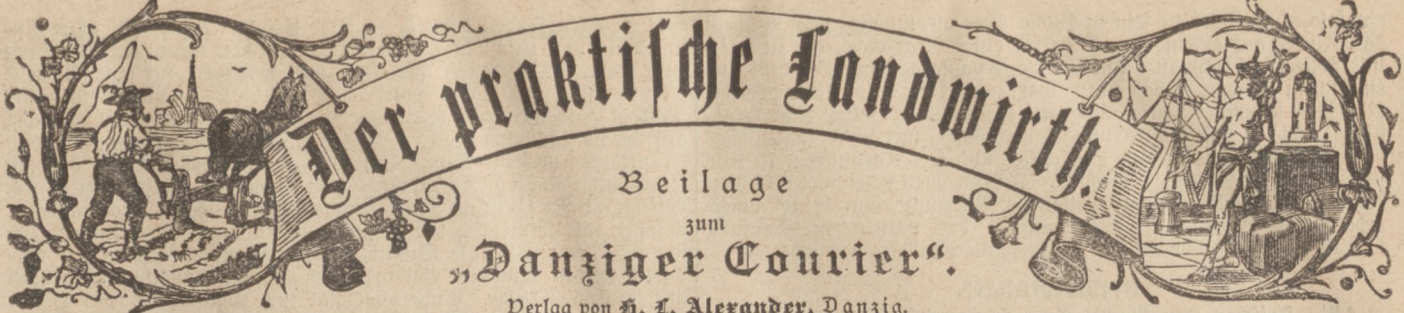 Der praktische Landwirth.
Beilage
zum
„Danziger Courier“.
Verlag von H. L. Alexander, Danzig.